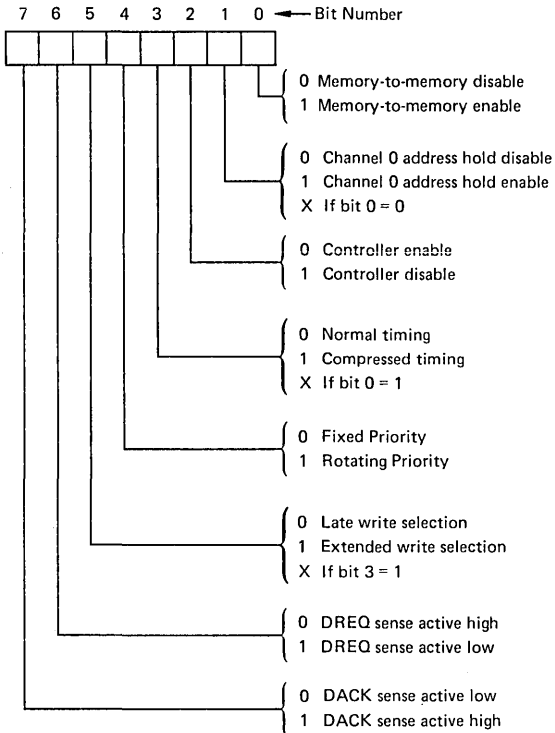 7 6 5 4 3 2 1 0 Bit Number
0 Memory-to-memory disable
1 Memory-to-memory enable
0 Channel 0 address hold disable
1 Channel 0 address hold enable
X If bit 0 = 0
0 Controller enable
1 Controller disable
0 Normal timing
1 Compressed timing
X If bit 0 = 1
0 Fixed Priority
1 Rotating Priority
0 Late write selection
1 Extended write selection
X If bit 3 = 1
0 DREQ sense active high
1 DREQ sense active low
0 DACK sense active low
1 DACK sense active high